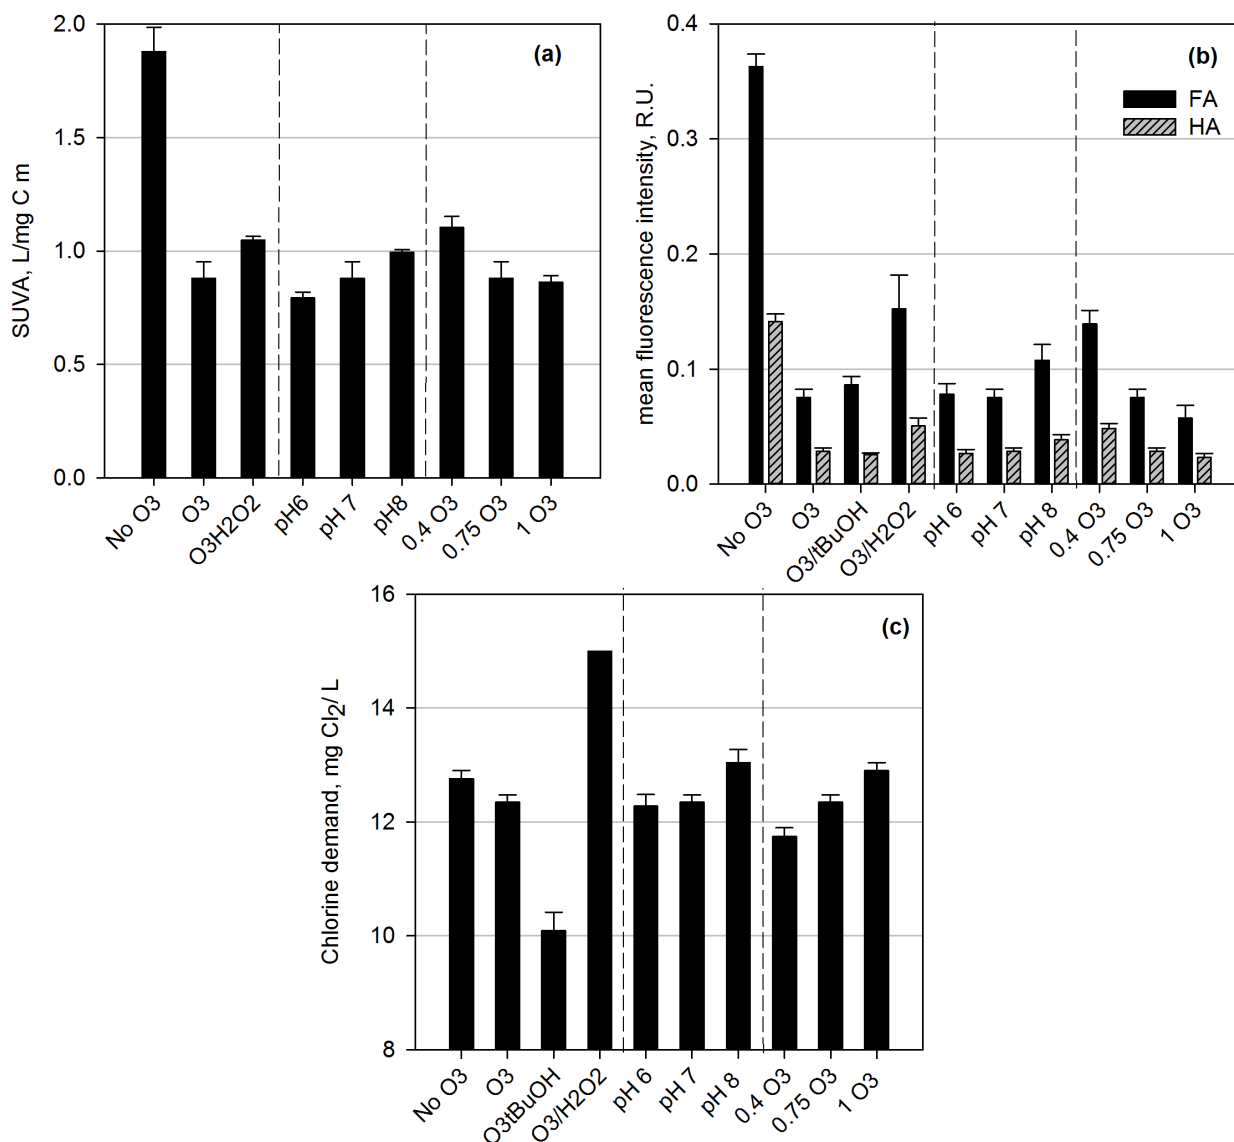 (a)
SUVA, L/mg C m
2.0
1.5
1.0
0.5
0.0
No O3
O3
O3H2O2
pH6
pH 7
pH8
0.4 O3
0.75 O3
1 O3
(b)
FA
HA
mean fluorescence intensity, R.U.
0.4
0.3
0.2
0.1
0.0
No O3
O3
O3/tBuOH
O3/H2O2
pH 6
pH 7
pH 8
0.4 O3
0.75 O3
1 O3
(c)
Chlorine demand, mg Cl2/ L
16
14
12
10
8
No O3
O3
O3tBuOH
O3/H2O2
pH 6
pH 7
pH 8
0.4 O3
0.75 O3
1 O3